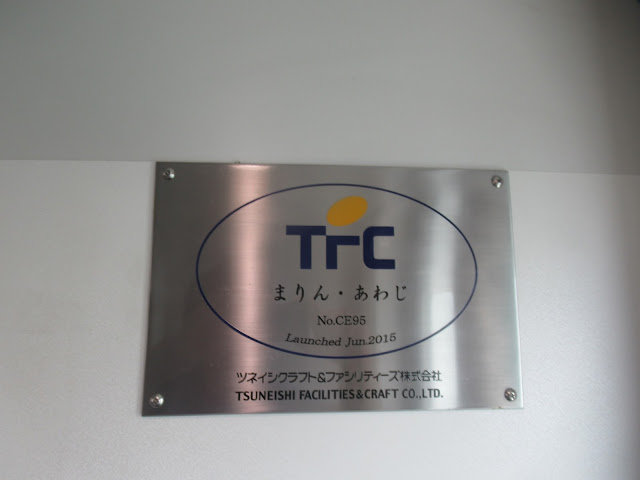 TFC
まりん・あわじ
No.CE95
Launched Jun.2015
ツネイシクラフト&ファシリティーズ株式会社
TSUNEISHI FACILITIES&CRAFT CO.,LTD.